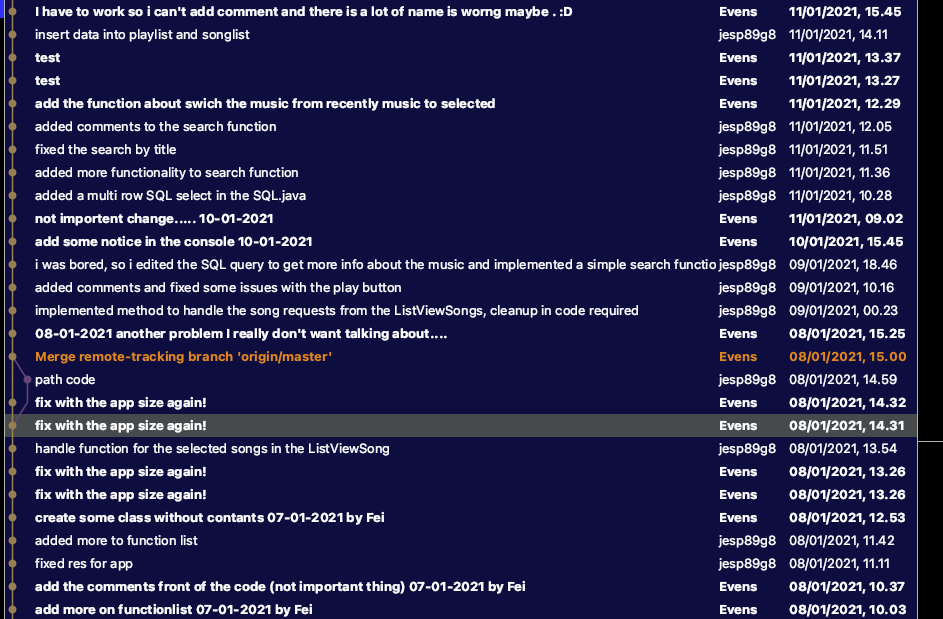 I have to work so i can't add comment and there is a lot of name is worng maybe . :D Evens 11/01/2021, 15.45
insert data into playlist and songlist jesp89g8 11/01/2021, 14.11
test Evens 11/01/2021, 13.37
test Evens 11/01/2021, 13.27
add the function about swich the music from recently music to selected Evens 11/01/2021, 12.29
added comments to the search function jesp89g8 11/01/2021, 12.05
fixed the search by title jesp89g8 11/01/2021, 11.51
added more functionality to search function jesp89g8 11/01/2021, 11.36
added a multi row SQL select in the SQL.java jesp89g8 11/01/2021, 10.28
not importent change..... 10-01-2021 Evens 11/01/2021, 09.02
add some notice in the console 10-01-2021 Evens 10/01/2021, 15.45
i was bored, so i edited the SQL query to get more info about the music and implemented a simple search functio jesp89g8 09/01/2021, 18.46
added comments and fixed some issues with the play button jesp89g8 09/01/2021, 10.16
implemented method to handle the song requests from the ListViewSongs, cleanup in code required jesp89g8 09/01/2021, 00.23
08-01-2021 another problem I really don't want talking about.... Evens 08/01/2021, 15.25
Merge remote-tracking branch 'origin/master' Evens 08/01/2021, 15.00
path code jesp89g8 08/01/2021, 14.59
fix with the app size again! Evens 08/01/2021, 14.32
fix with the app size again! Evens 08/01/2021, 14.31
handle function for the selected songs in the ListViewSong jesp89g8 08/01/2021, 13.54
fix with the app size again! Evens 08/01/2021, 13.26
fix with the app size again! Evens 08/01/2021, 13.26
create some class without contants 07-01-2021 by Fei Evens 08/01/2021, 12.53
added more to function list jesp89g8 08/01/2021, 11.42
fixed res for app jesp89g8 08/01/2021, 11.11
add the comments front of the code (not important thing) 07-01-2021 by Fei Evens 08/01/2021, 10.37
add more on functionlist 07-01-2021 by Fei Evens 08/01/2021, 10.03